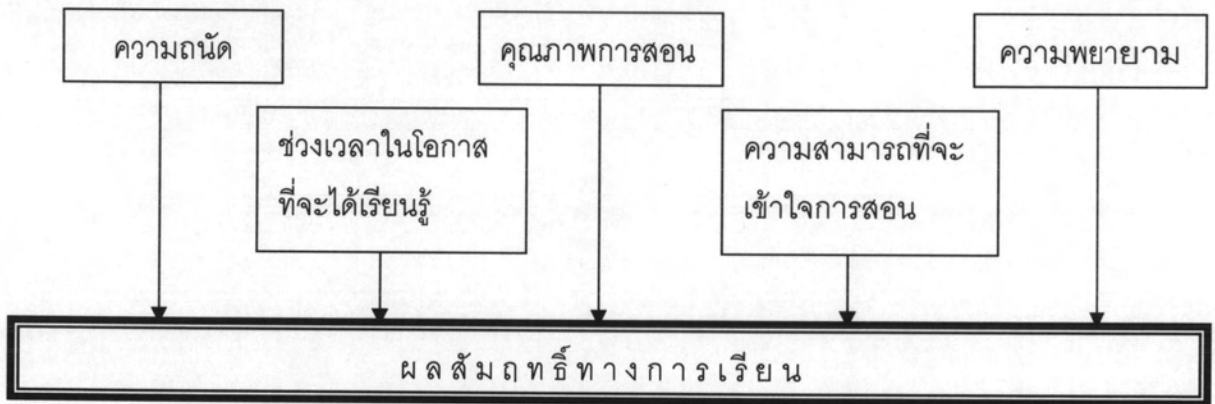 ความถนัด
คุณภาพการสอน
ความพยายาม
ช่วงเวลาในโอกาส
ที่จะได้เรียนรู้
ความสามารถที่จะ
เข้าใจการสอน
ผลสัมฤทธิ์ทางการเรียน